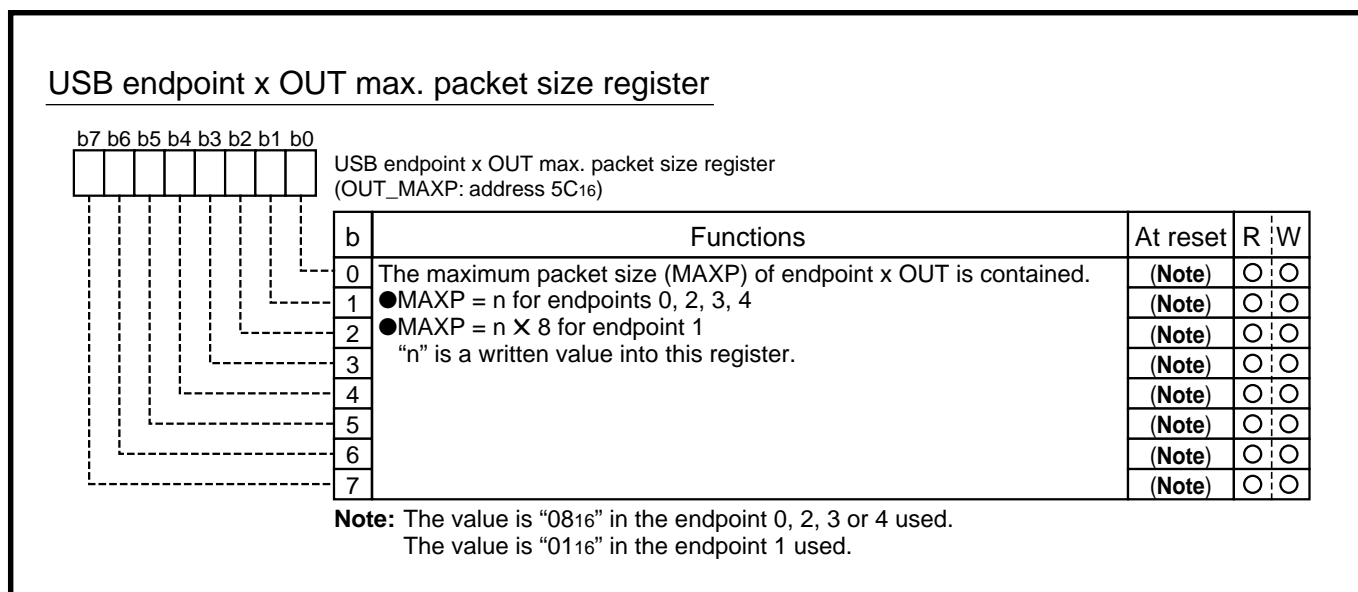 USB endpoint x OUT max. packet size register
b7 b6 b5 b4 b3 b2 b1 b0
USB endpoint x OUT max. packet size register
(OUT_MAXP: address 5C16)
b Functions At reset R W
0 The maximum packet size (MAXP) of endpoint x OUT is contained. (Note) O O
1 ●MAXP = n for endpoints 0, 2, 3, 4 (Note) O O
2 ●MAXP = n X 8 for endpoint 1 (Note) O O
3 “n” is a written value into this register. (Note) O O
4 (Note) O O
5 (Note) O O
6 (Note) O O
7 (Note) O O
Note: The value is “0816” in the endpoint 0, 2, 3 or 4 used.
The value is “0116” in the endpoint 1 used.